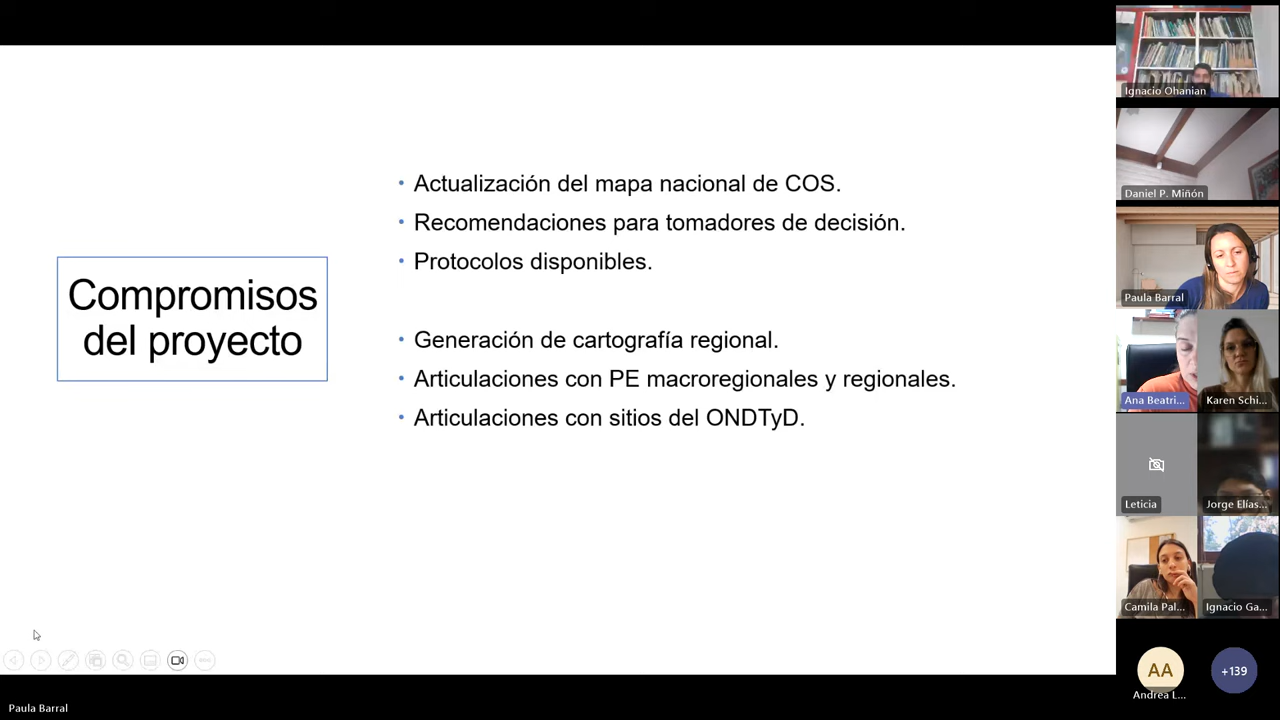 Compromisos
del proyecto
• Actualización del mapa nacional de COS.
• Recomendaciones para tomadores de decisión.
• Protocolos disponibles.
• Generación de cartografía regional.
• Articulaciones con PE macroregionales y regionales.
• Articulaciones con sitios del ONDTyD.
Ignacio Ohanian
Daniel P. Miñón
Paula Barral
Ana Beatri...
Karen Schi...
Leticia
Jorge Elías...
Camila Pal...
Ignacio Ga...
AA
Andrea L...
+139
Paula Barral